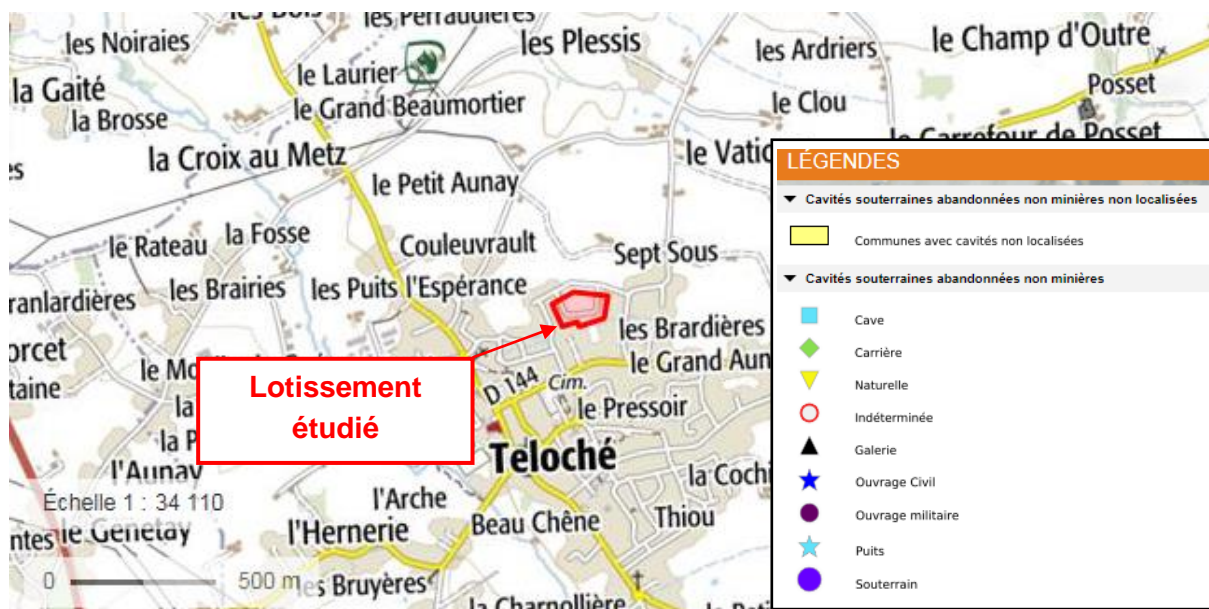 les Perraudières
les Noiraies
les Plessis
les Ardriers
le Champ d'Outre
le Laurier
Posset
la Gaité
le Grand Beaumortier
le Clou
la Brosse
le Carrefour de Posset
la Croix au Metz
le Vatic
le Petit Aunay
le Rateau
la Fosse
Couleuvrault
Sept Sous
ranlardières
les Brairies
les Puits
l'Espérance
les Brardières
orcet
le Grand Aun
taine
D 144
Cim.
le Pressoir
Lotissement
étudié
Teloché
l'Aunay
la Cochi
Échelle 1 : 34 110
l'Arche
le Genetay
l'Hernerie
Beau Chêne
Thiou
0
500 m
s Bruyères
la Charnollière
LÉGENDES
Cavités souterraines abandonnées non minières non localisées
Communes avec cavités non localisées
Cavités souterraines abandonnées non minières
Cave
Carrière
Naturelle
Indéterminée
Galerie
Ouvrage Civil
Ouvrage militaire
Puits
Souterrain